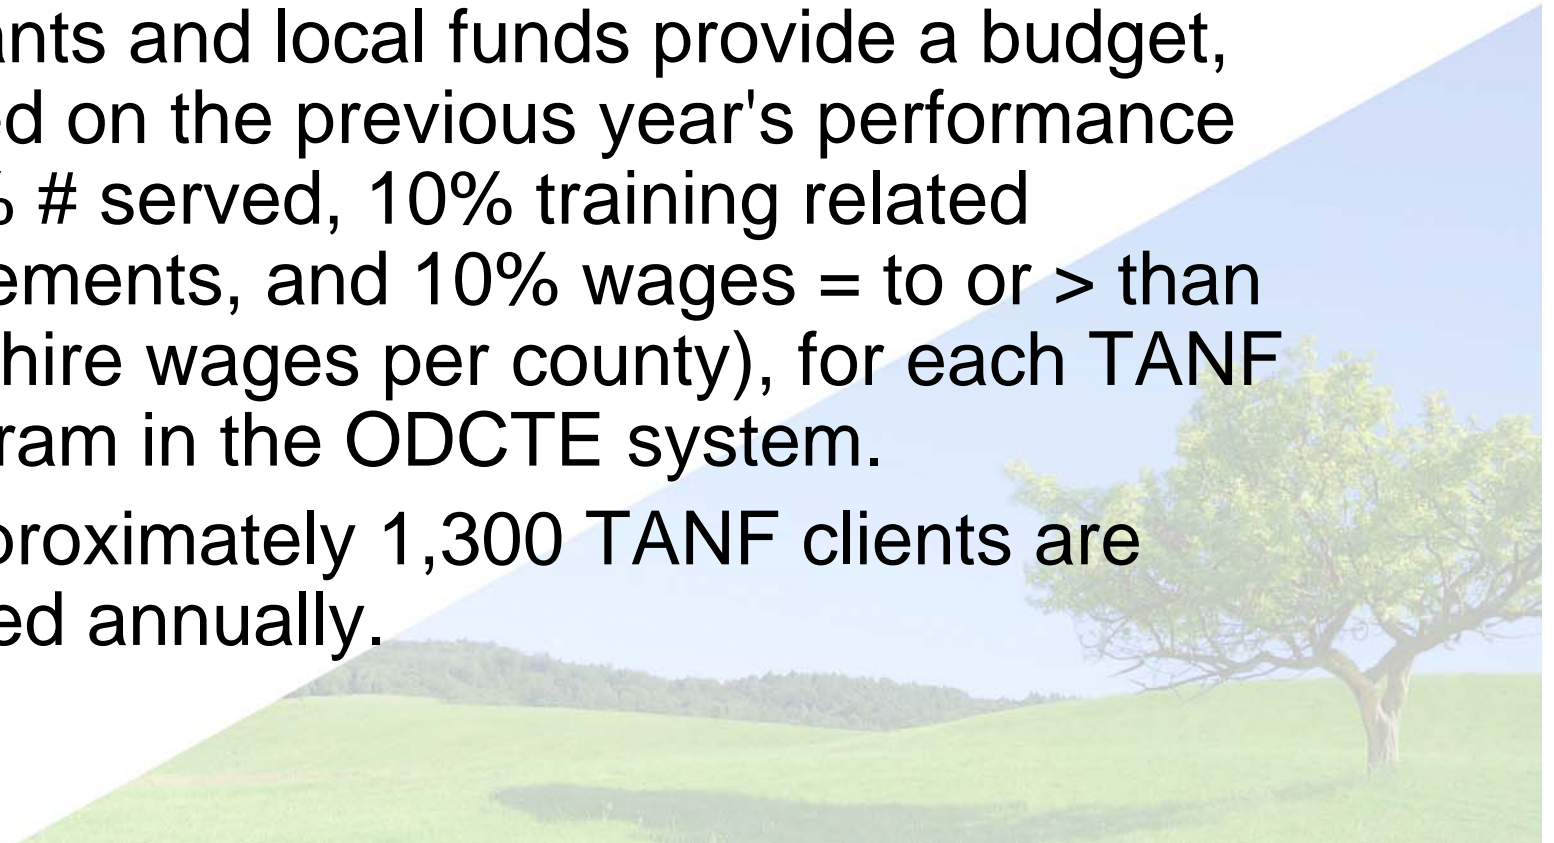 ants and local funds provide a budget,
ed on the previous year's performance
% # served, 10% training related
ements, and 10% wages = to or > than
hire wages per county), for each TANF
ram in the ODCTE system.
proximately 1,300 TANF clients are
ed annually.